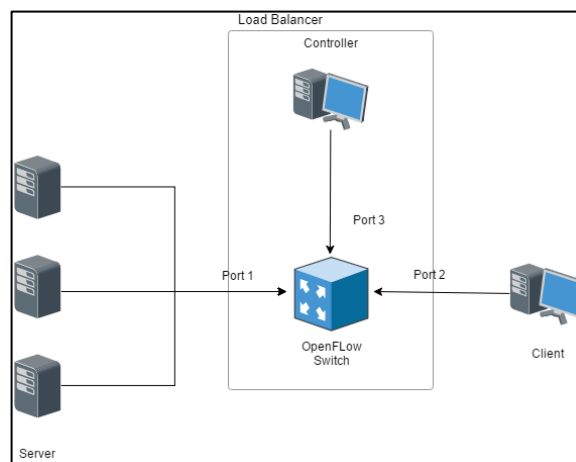 Load Balancer
Controller
Port 3
Port 1
Port 2
OpenFLow
Switch
Client
Server